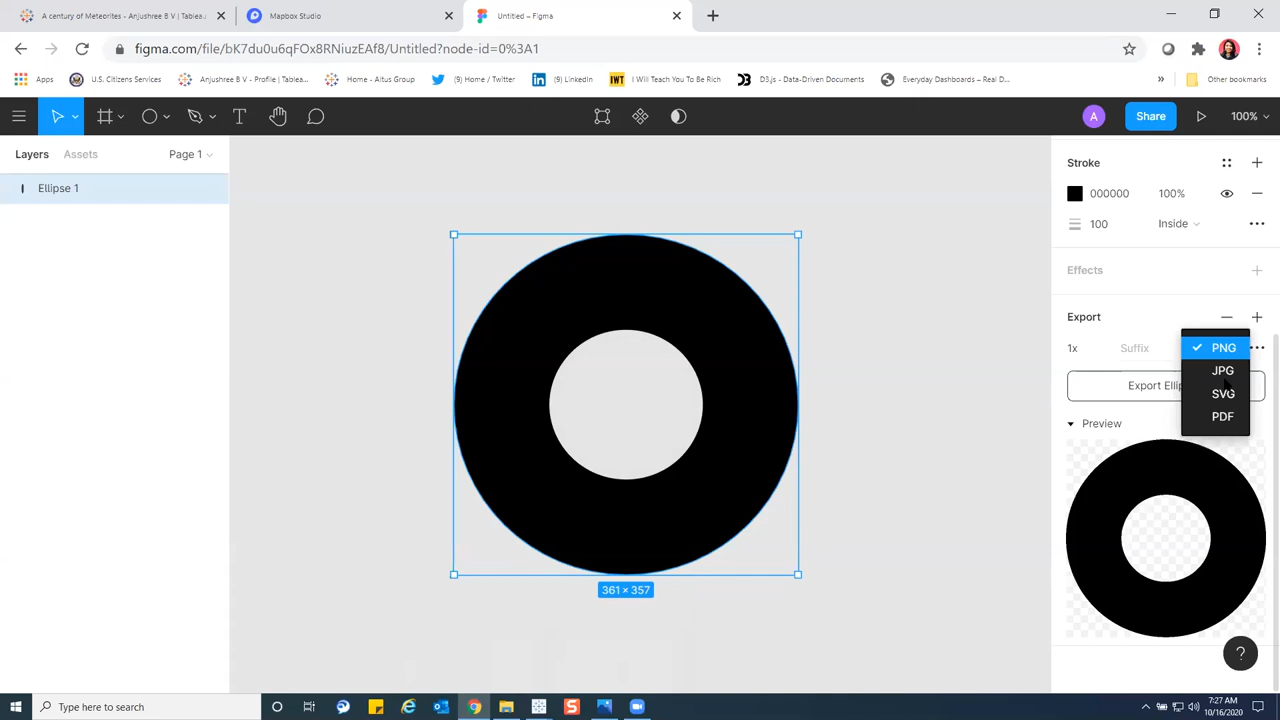 A century of Meteorites - Anjushree B V | Tablea...
Mapbox Studio
Untitled – Figma
figma.com/file/bK7du0u6qFOx8RNiuzEAf8/Untitled?node-id=0%3A1
Apps
U.S. Citizens Services
Anjushree B V - Profile | Tablea...
Home - Altus Group
(9) Home / Twitter
(9) LinkedIn
IWT
I Will Teach You To Be Rich
D3.js - Data-Driven Documents
Everyday Dashboards – Real D...
»
Other bookmarks
T
A
Share
100%
Layers
Assets
Page 1
Ellipse 1
Stroke
000000
100%
100
Inside
Effects
Export
1x
Suffix
PNG
JPG
SVG
PDF
Export Ellip
Preview
361 × 357
?
Type here to search
7:27 AM
10/16/2020